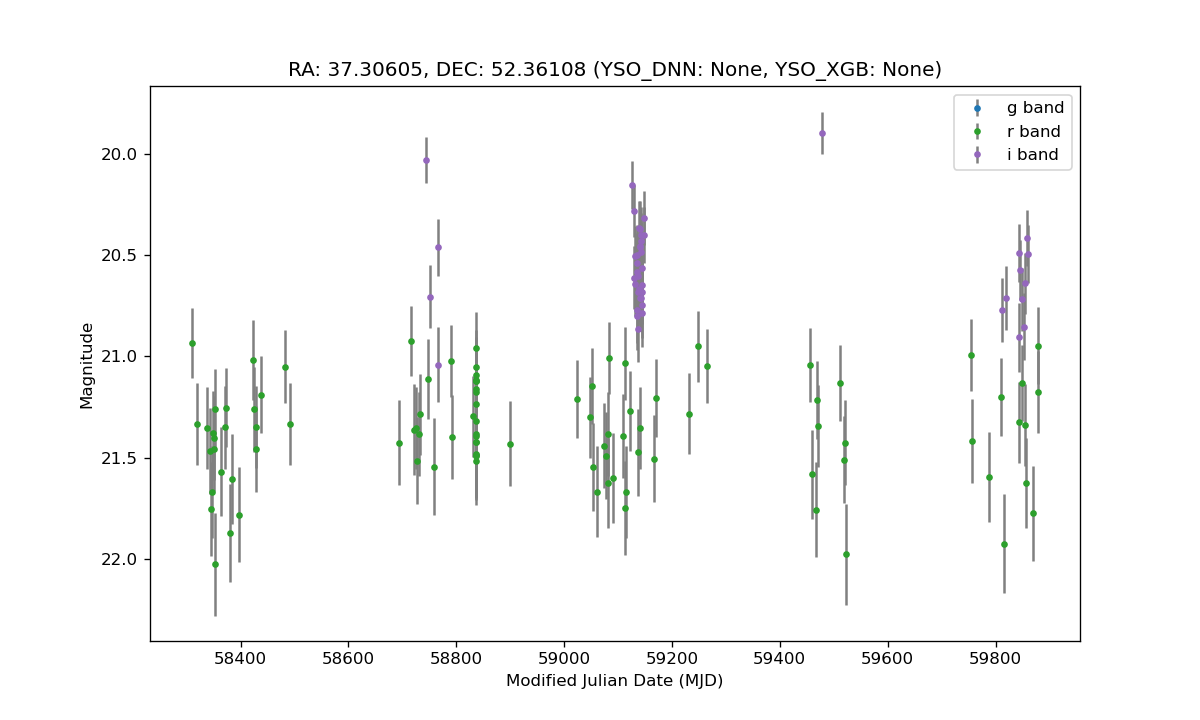 RA: 37.30605, DEC: 52.36108 (YSO_DNN: None, YSO_XGB: None)
g band
r band
i band
20.0
20.5
21.0
21.5
22.0
Magnitude
58400 58600 58800 59000 59200 59400 59600 59800
Modified Julian Date (MJD)